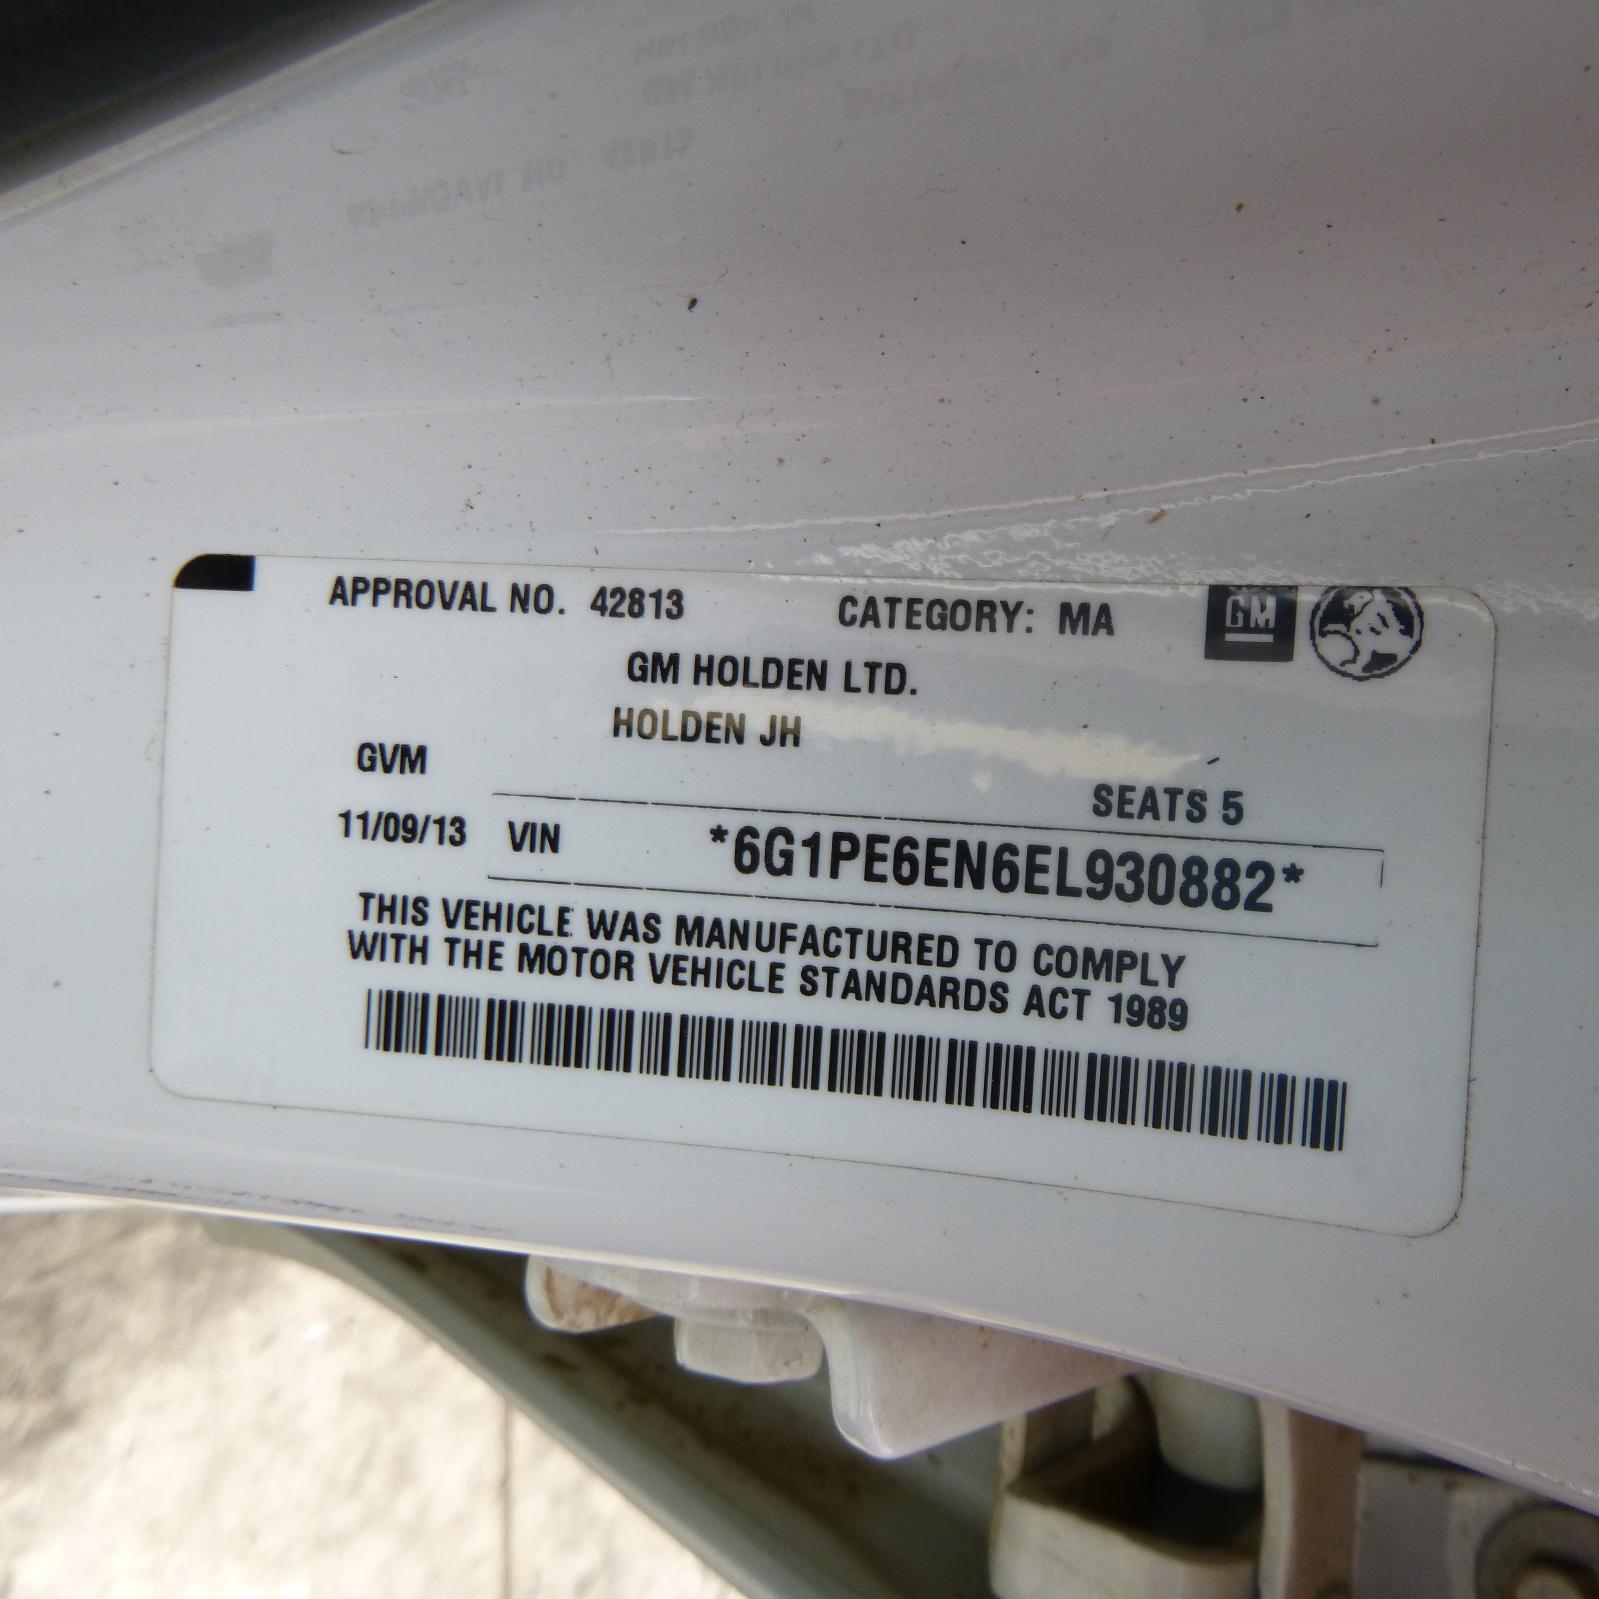 APPROVAL NO. 42813 CATEGORY: MA GM
GM HOLDEN LTD.
HOLDEN JH
GVM
SEATS 5
11/09/13 VIN *6G1PE6EN6EL930882*
THIS VEHICLE WAS MANUFACTURED TO COMPLY
WITH THE MOTOR VEHICLE STANDARDS ACT 1989